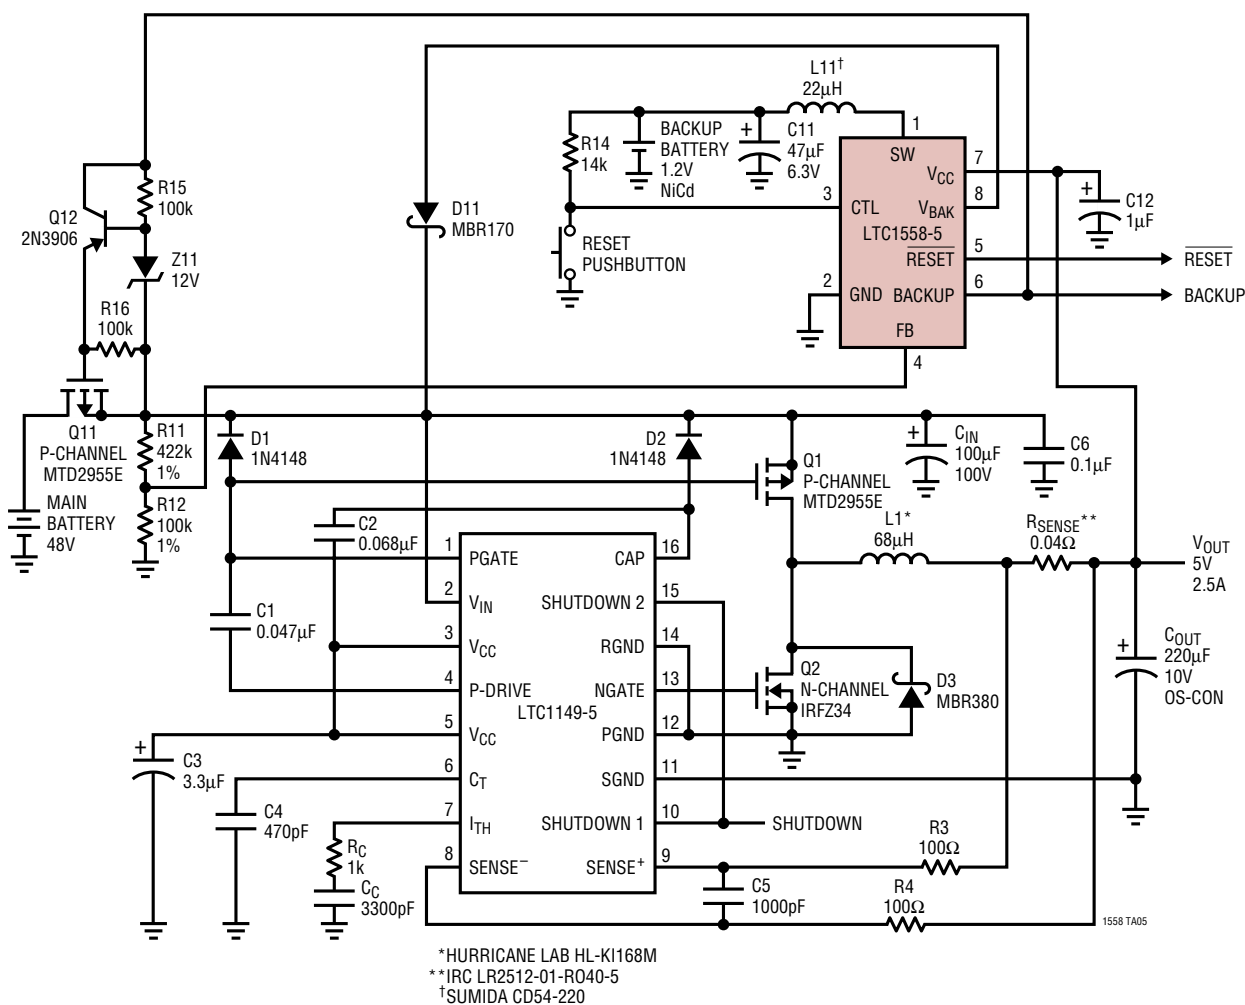 L11†
22µH
BACKUP
BATTERY
1.2V
NiCd
+
C11
47µF
6.3V
R14
14k
1
SW
7
VCC
8
VBAK
3
CTL
LTC1558-5
5
RESET
RESET
2
GND
BACKUP
6
BACKUP
FB
4
+
C12
1µF
RESET
PUSHBUTTON
R15
100k
Q12
2N3906
Z11
12V
R16
100k
D11
MBR170
Q11
P-CHANNEL
MTD2955E
R11
422k
1%
R12
100k
1%
MAIN
BATTERY
48V
D1
1N4148
D2
1N4148
Q1
P-CHANNEL
MTD2955E
+
CIN
100µF
100V
C6
0.1µF
C2
0.068µF
L1*
68µH
RSENSE**
0.04Ω
VOUT
5V
2.5A
C1
0.047µF
1
PGATE
CAP
16
2
VIN
SHUTDOWN 2
15
3
VCC
RGND
14
4
P-DRIVE
NGATE
13
LTC1149-5
5
VCC
PGND
12
6
CT
SGND
11
7
ITH
SHUTDOWN 1
10
SHUTDOWN
8
SENSE−
SENSE+
9
Q2
N-CHANNEL
IRFZ34
D3
MBR380
+
COUT
220µF
10V
OS-CON
+
C3
3.3µF
C4
470pF
RC
1k
CC
3300pF
R3
100Ω
C5
1000pF
R4
100Ω
1558 TA05
*HURRICANE LAB HL-KI168M
**IRC LR2512-01-RO40-5
†SUMIDA CD54-220